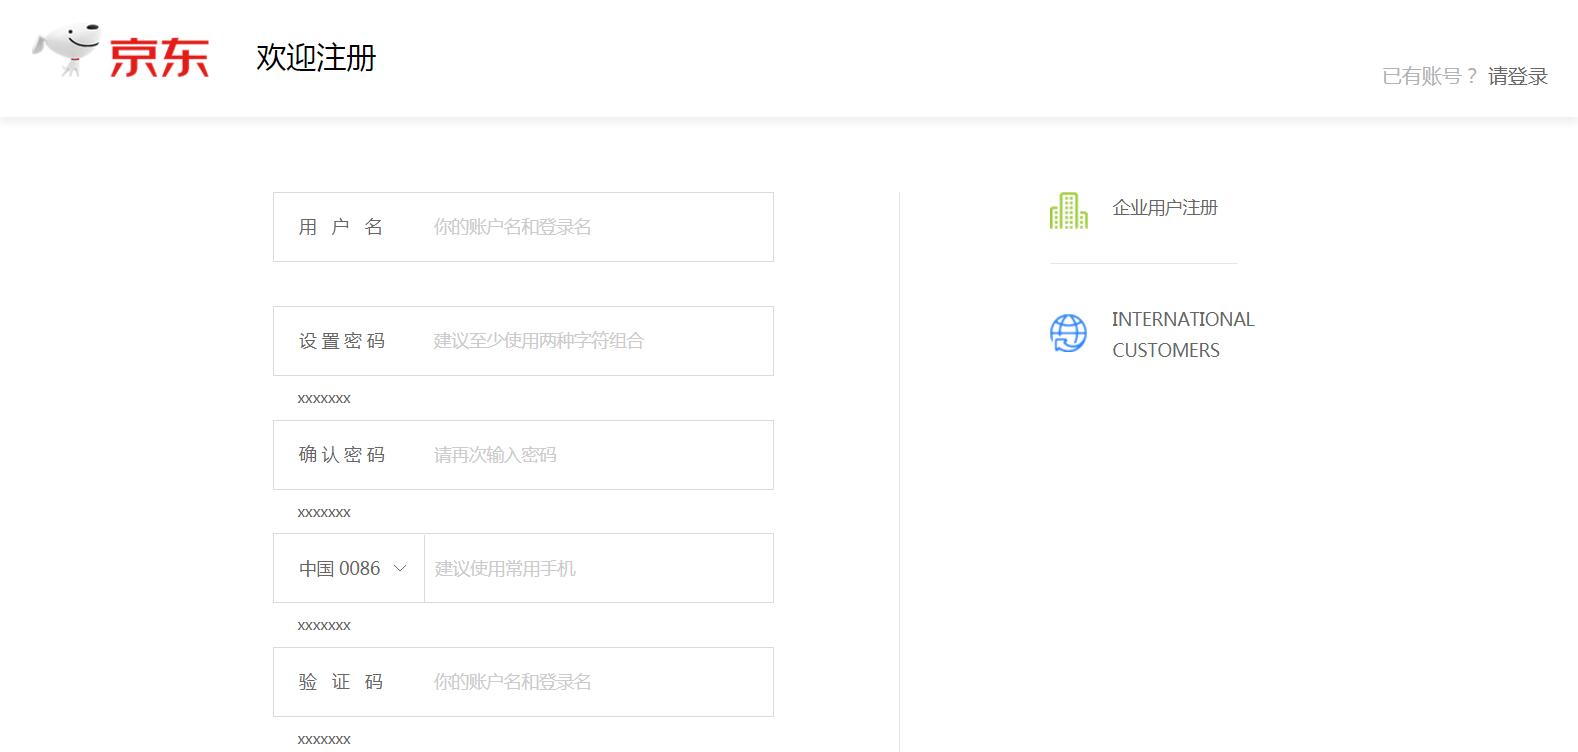 京东
欢迎注册
已有账号？ 请登录
用 户 名 你的账户名和登录名
设置密码 建议至少使用两种字符组合
xxxxxxx
确认密码 请再次输入密码
xxxxxxx
中国 0086 建议使用常用手机
xxxxxxx
验 证 码 你的账户名和登录名
xxxxxxx
企业用户注册
INTERNATIONAL
CUSTOMERS